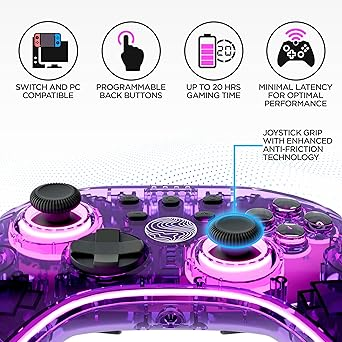 20
SWITCH AND PC
COMPATIBLE
PROGRAMMABLE
BACK BUTTONS
UP TO 20 HRS
GAMING TIME
MINIMAL LATENCY
FOR OPTIMAL
PERFORMANCE
JOYSTICK GRIP
WITH ENHANCED
ANTI-FRICTION
TECHNOLOGY